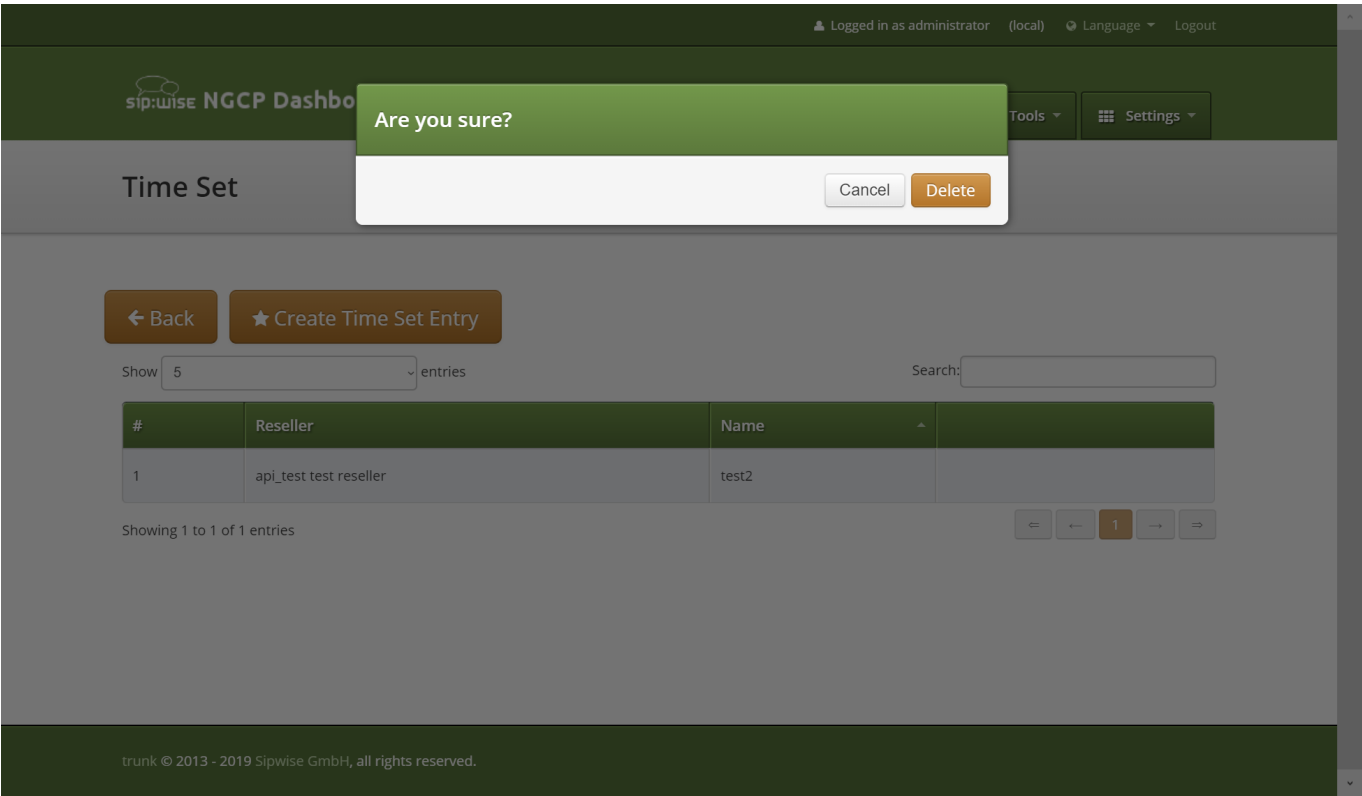 Logged in as administrator (local) Language Logout
sip:wise NGCP Dashbo
Tools Settings
Are you sure?
Cancel Delete
Time Set
Back Create Time Set Entry
Show 5 entries Search:
# Reseller Name
1 api_test test reseller test2
Showing 1 to 1 of 1 entries ⇐ ← 1 → ⇒
trunk © 2013 - 2019 Sipwise GmbH, all rights reserved.